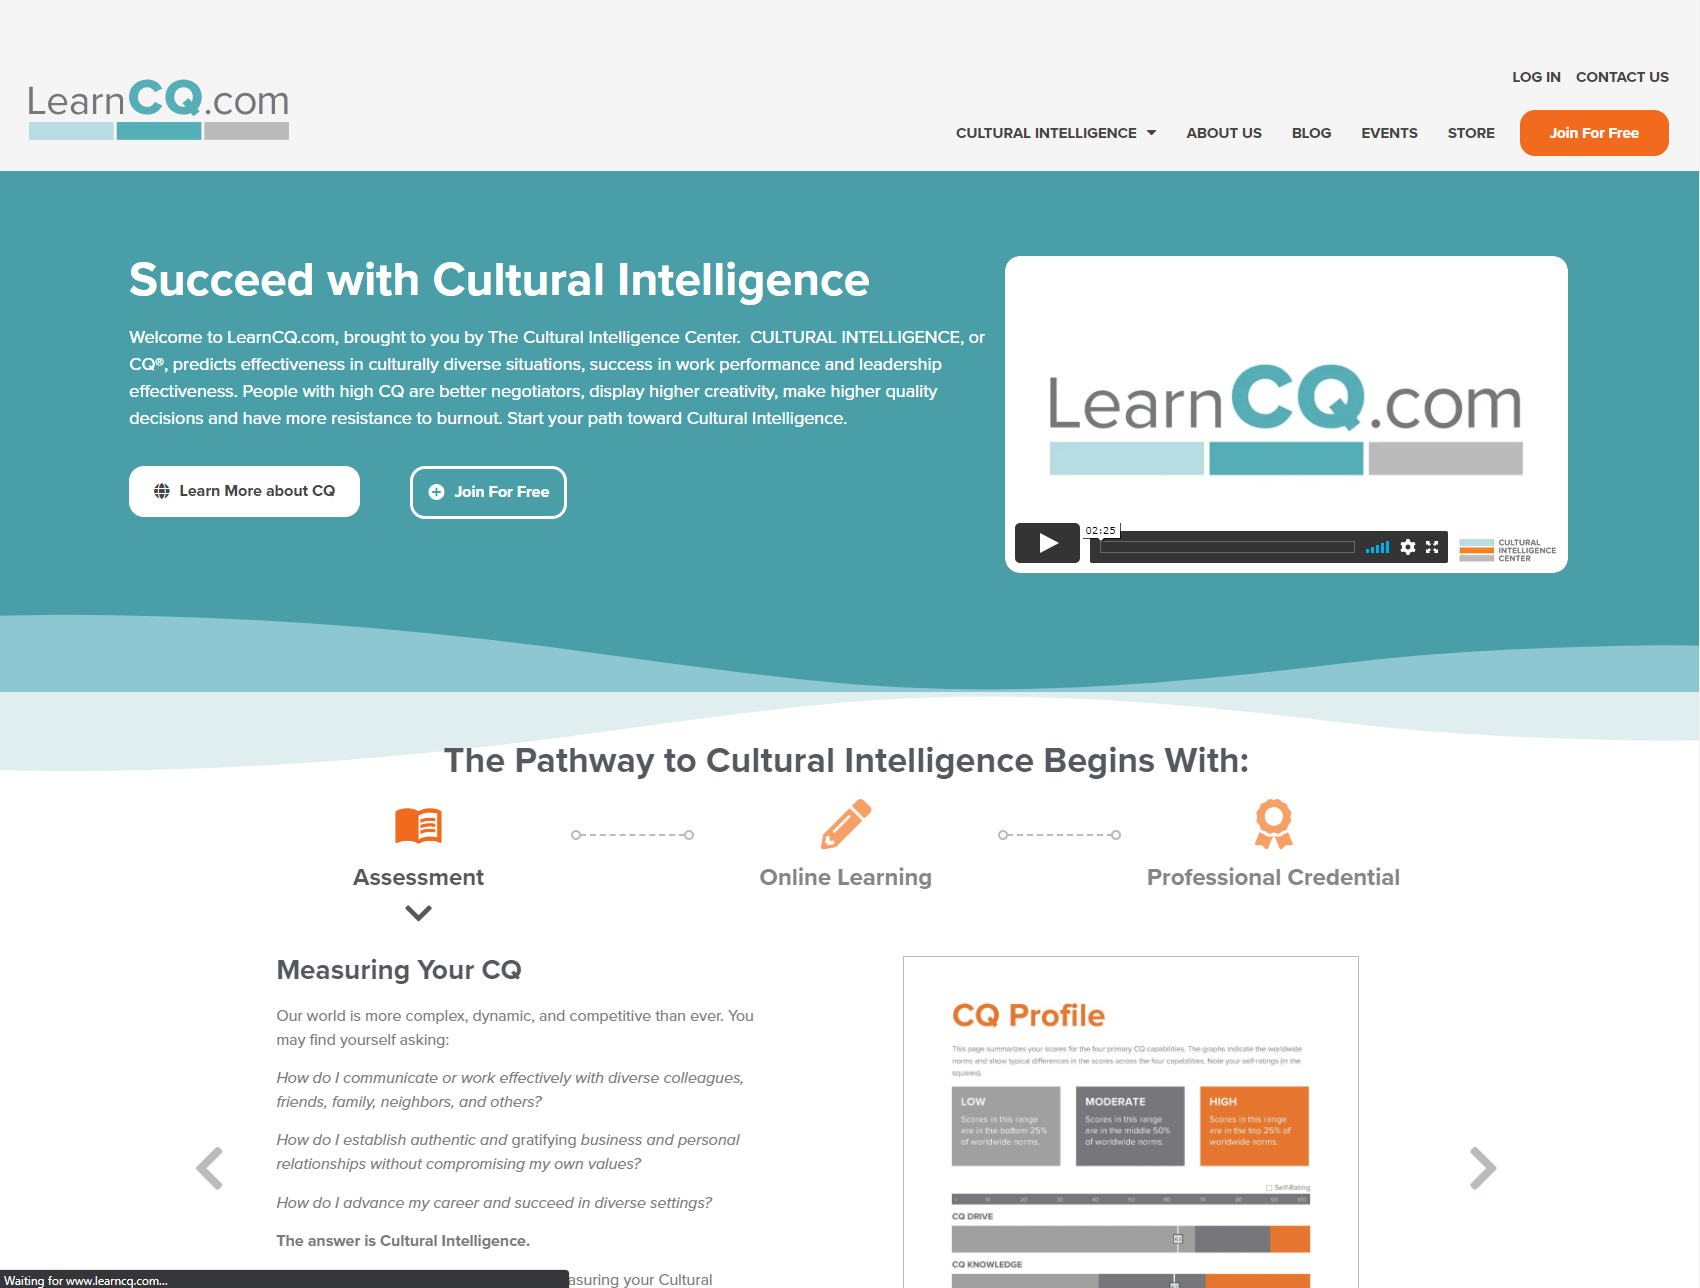 LOG IN CONTACT US
LearnCQ.com
CULTURAL INTELLIGENCE ABOUT US BLOG EVENTS STORE Join For Free
Succeed with Cultural Intelligence
Welcome to LearnCQ.com, brought to you by The Cultural Intelligence Center. CULTURAL INTELLIGENCE, or
CQ®, predicts effectiveness in culturally diverse situations, success in work performance and leadership
effectiveness. People with high CQ are better negotiators, display higher creativity, make higher quality
decisions and have more resistance to burnout. Start your path toward Cultural Intelligence.
Learn More about CQ Join For Free
LearnCQ.com
02:25
CULTURAL
INTELLIGENCE
CENTER
The Pathway to Cultural Intelligence Begins With:
Assessment Online Learning Professional Credential
Measuring Your CQ
Our world is more complex, dynamic, and competitive than ever. You
may find yourself asking:
How do I communicate or work effectively with diverse colleagues,
friends, family, neighbors, and others?
How do I establish authentic and gratifying business and personal
relationships without compromising my own values?
How do I advance my career and succeed in diverse settings?
The answer is Cultural Intelligence.
asuring your Cultural
CQ Profile
This page summarizes your scores for the four primary CQ capabilities. The graphs indicate the worldwide
norms and show typical differences in the scores across the four capabilities. Note your self-ratings (in the
squares).
LOW
Scores in this range
are in the bottom 25%
of worldwide norms.
MODERATE
Scores in this range
are in the middle 50%
of worldwide norms.
HIGH
Scores in this range
are in the top 25% of
worldwide norms.
Self-Rating
10 20 30 40 50 60 70 80 90 100
CQ DRIVE
63
CQ KNOWLEDGE
Waiting for www.learncq.com...